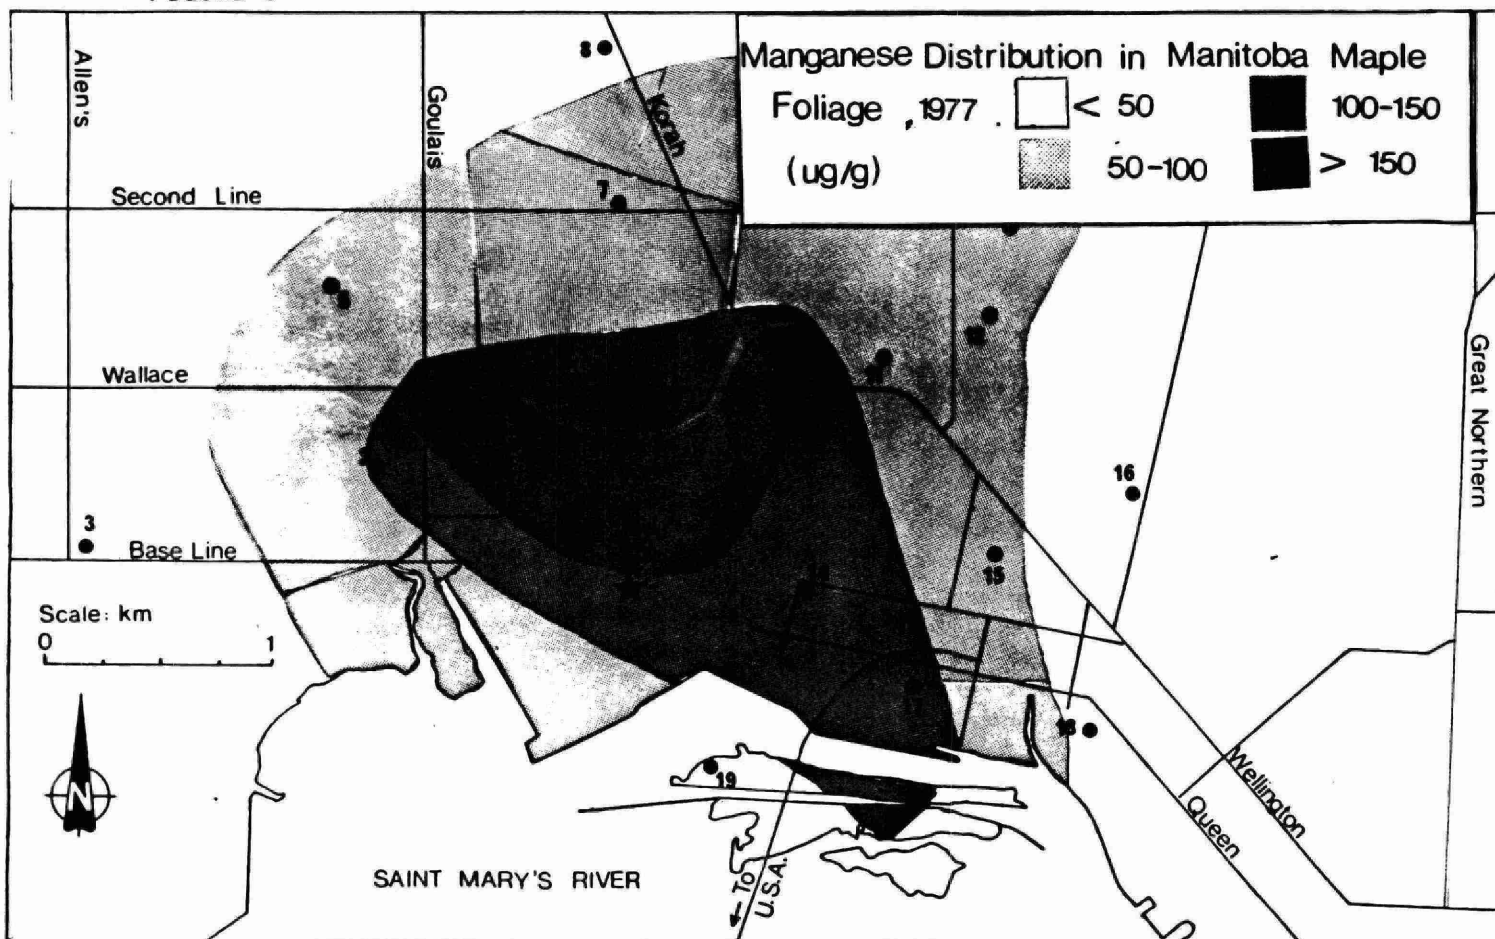 Manganese Distribution in Manitoba Maple
Foliage , 1977 . < 50 100-150
(ug/g) 50-100 > 150
Allen's
Goulais
Korah
8
7
Second Line
Wallace
Great Northern
16
3
Base Line
15
Scale: km
0 1
18
19
N
Wellington
Queen
SAINT MARY'S RIVER
← To
U.S.A.